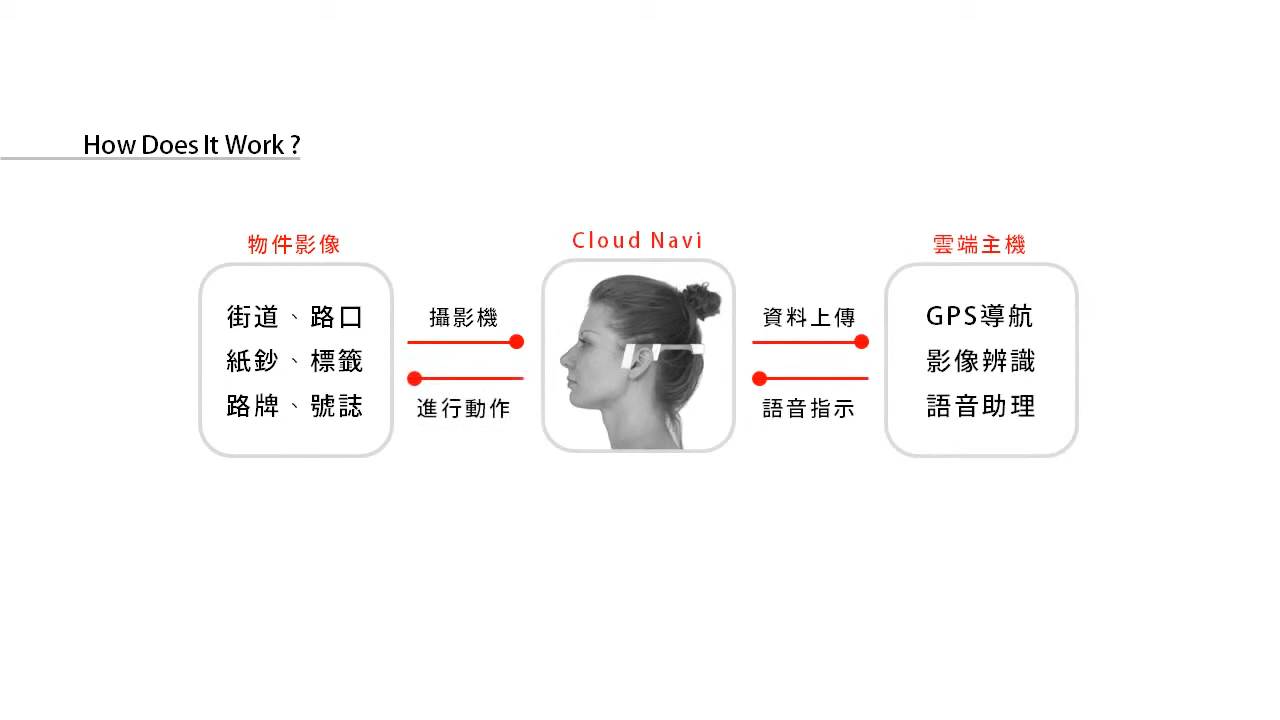 How Does It Work ?
物件影像
街道、路口
紙鈔、標籤
路牌、號誌
攝影機
進行動作
Cloud Navi
資料上傳
語音指示
雲端主機
GPS導航
影像辨識
語音助理